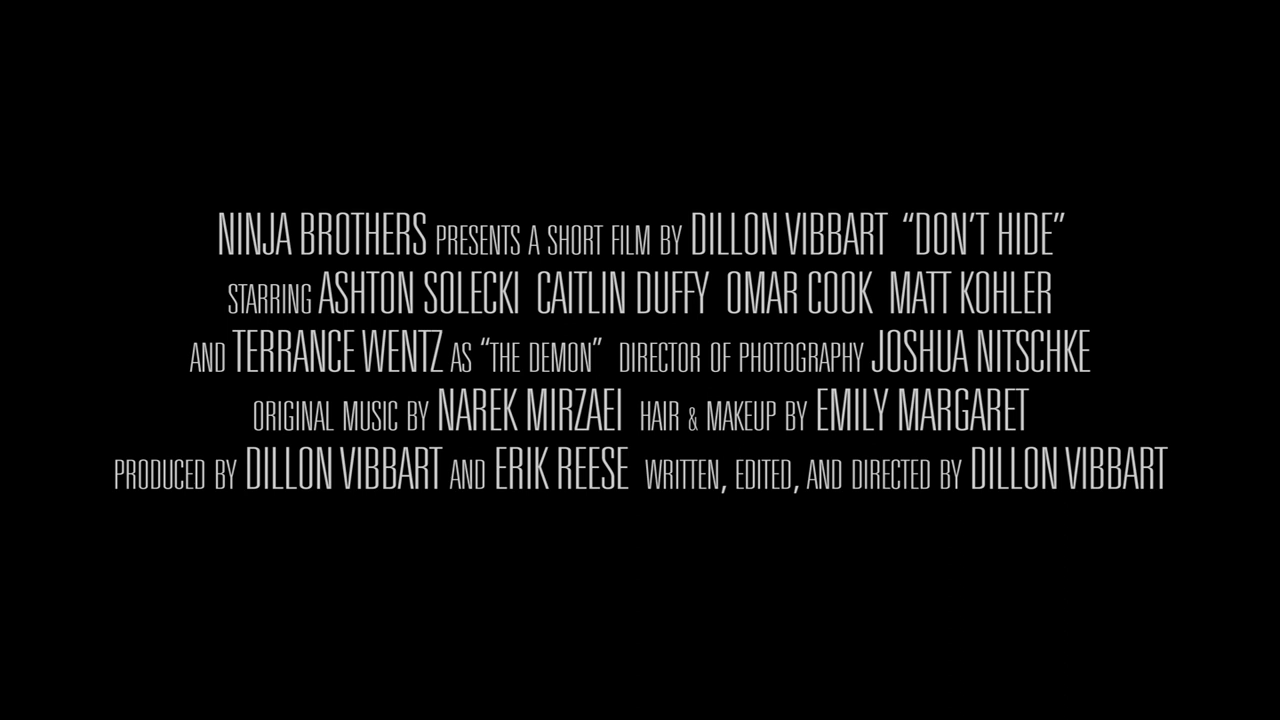 NINJA BROTHERS PRESENTS A SHORT FILM BY DILLON VIBBART “DON’T HIDE”
STARRING ASHTON SOLECKI CAITLIN DUFFY OMAR COOK MATT KOHLER
AND TERRANCE WENTZ AS “THE DEMON” DIRECTOR OF PHOTOGRAPHY JOSHUA NITSCHKE
ORIGINAL MUSIC BY NAREK MIRZAEI HAIR & MAKEUP BY EMILY MARGARET
PRODUCED BY DILLON VIBBART AND ERIK REESE WRITTEN, EDITED, AND DIRECTED BY DILLON VIBBART